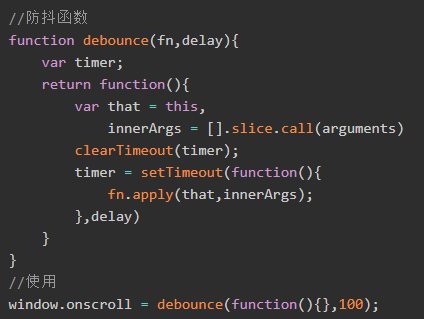 //防抖函数
function debounce(fn,delay){
    var timer;
    return function(){
        var that = this,
            innerArgs = [].slice.call(arguments)
        clearTimeout(timer);
        timer = setTimeout(function(){
            fn.apply(that,innerArgs);
        },delay)
    }
}
//使用
window.onscroll = debounce(function(){},100);